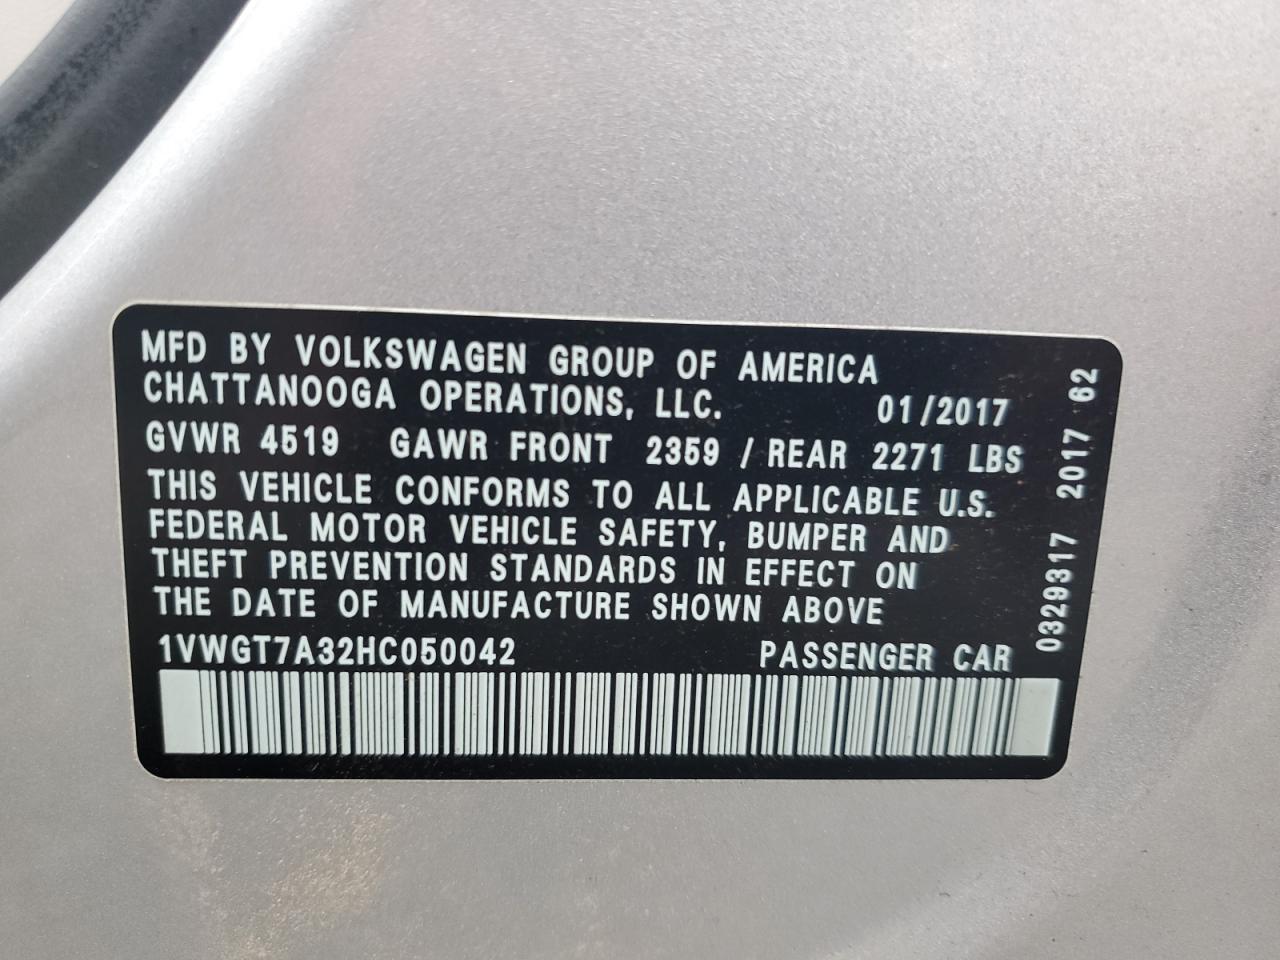 MFD BY VOLKSWAGEN GROUP OF AMERICA
CHATTANOOGA OPERATIONS, LLC. 01/2017
GVWR 4519 GAWR FRONT 2359 / REAR 2271 LBS
THIS VEHICLE CONFORMS TO ALL APPLICABLE U.S.
FEDERAL MOTOR VEHICLE SAFETY, BUMPER AND
THEFT PREVENTION STANDARDS IN EFFECT ON
THE DATE OF MANUFACTURE SHOWN ABOVE
1VWGT7A32HC050042 PASSENGER CAR
0329317 2017 62